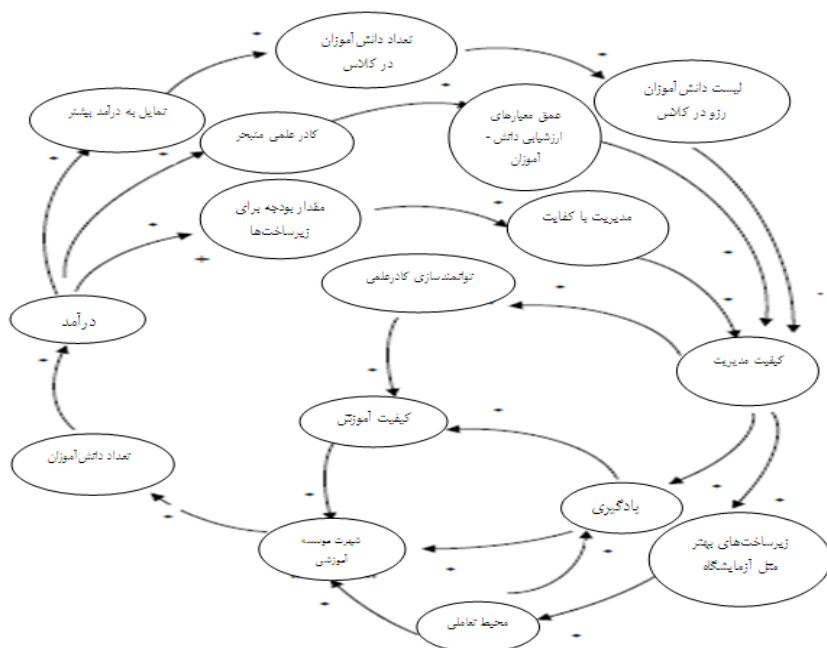 تعداد دانش‌آموزان
در کلاس
لیست دانش‌آموزان
رزو در کلاس
تمایل به درآمد بیشتر
کادر علمی متبحر
عمق معیارهای
ارزشیابی دانش -
آموزان
مقدار بودجه برای
زیرساخت‌ها
مدیریت با کفایت
توانمندسازی کادرعلمی
درآمد
کیفیت مدیریت
کیفیت آموزش
تعداد دانش‌آموزان
یادگیری
شهرت موسسه
آموزشی
زیرساخت‌های بهتر
مثل آزمایشگاه
محیط تعاملی